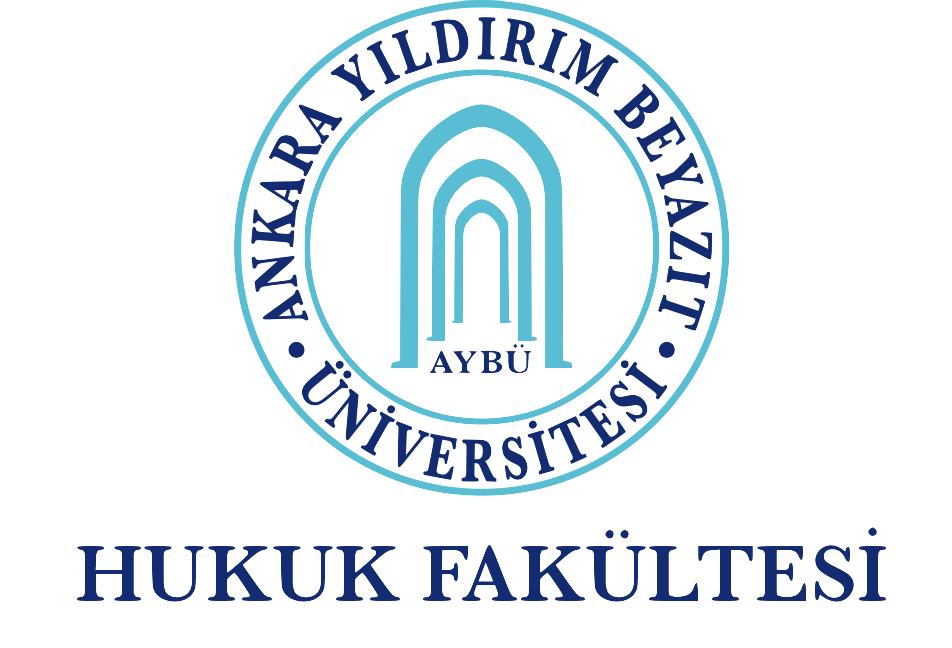 ANKARA YILDIRIM BEYAZIT
• ÜNİVERSİTESİ •
AYBÜ
HUKUK FAKÜLTESİ